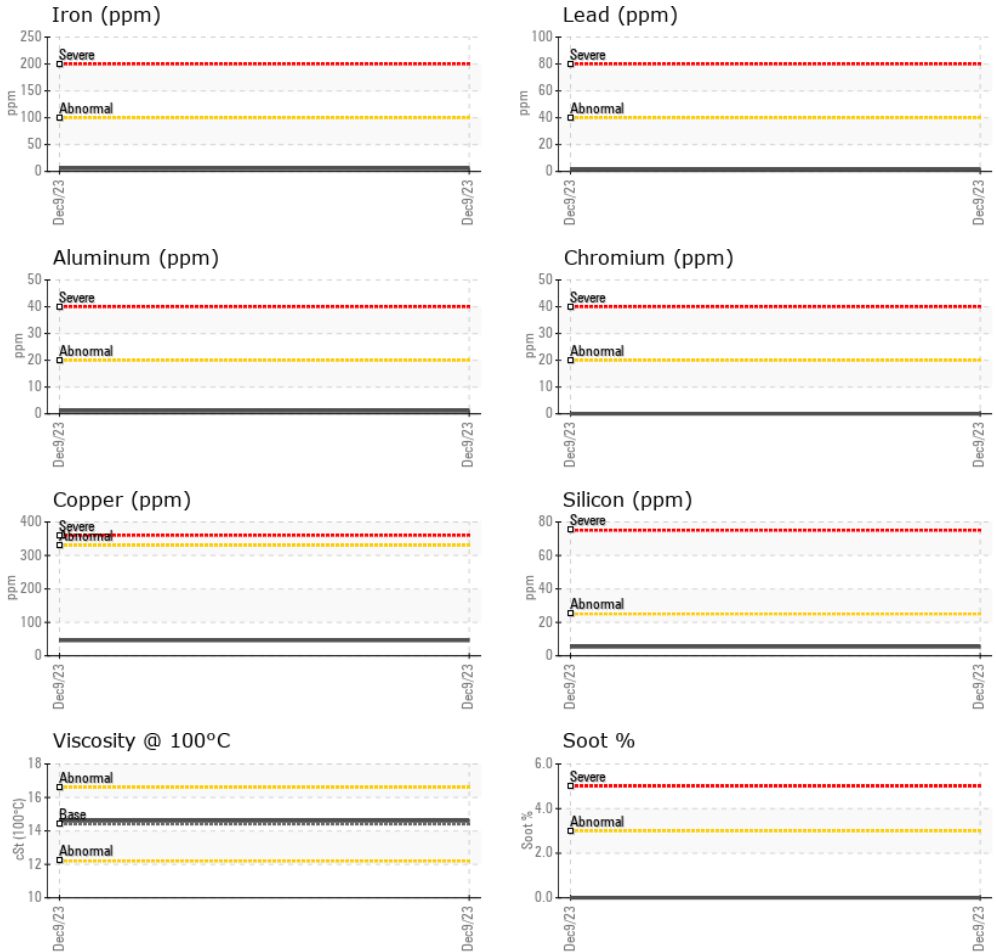 Iron (ppm)
250
200
150
100
50
0
ppm
Severe
Abnormal
Dec9/23
Dec9/23
Lead (ppm)
100
80
60
40
20
0
ppm
Severe
Abnormal
Dec9/23
Dec9/23
Aluminum (ppm)
50
40
30
20
10
0
ppm
Severe
Abnormal
Dec9/23
Dec9/23
Chromium (ppm)
50
40
30
20
10
0
ppm
Severe
Abnormal
Dec9/23
Dec9/23
Copper (ppm)
400
300
200
100
0
ppm
Severe
Abnormal
Dec9/23
Dec9/23
Silicon (ppm)
80
60
40
20
0
ppm
Severe
Abnormal
Dec9/23
Dec9/23
Viscosity @ 100°C
18
16
14
12
10
cSt (100°C)
Abnormal
Base
Abnormal
Dec9/23
Dec9/23
Soot %
6.0
4.0
2.0
0.0
Soot %
Severe
Abnormal
Dec9/23
Dec9/23